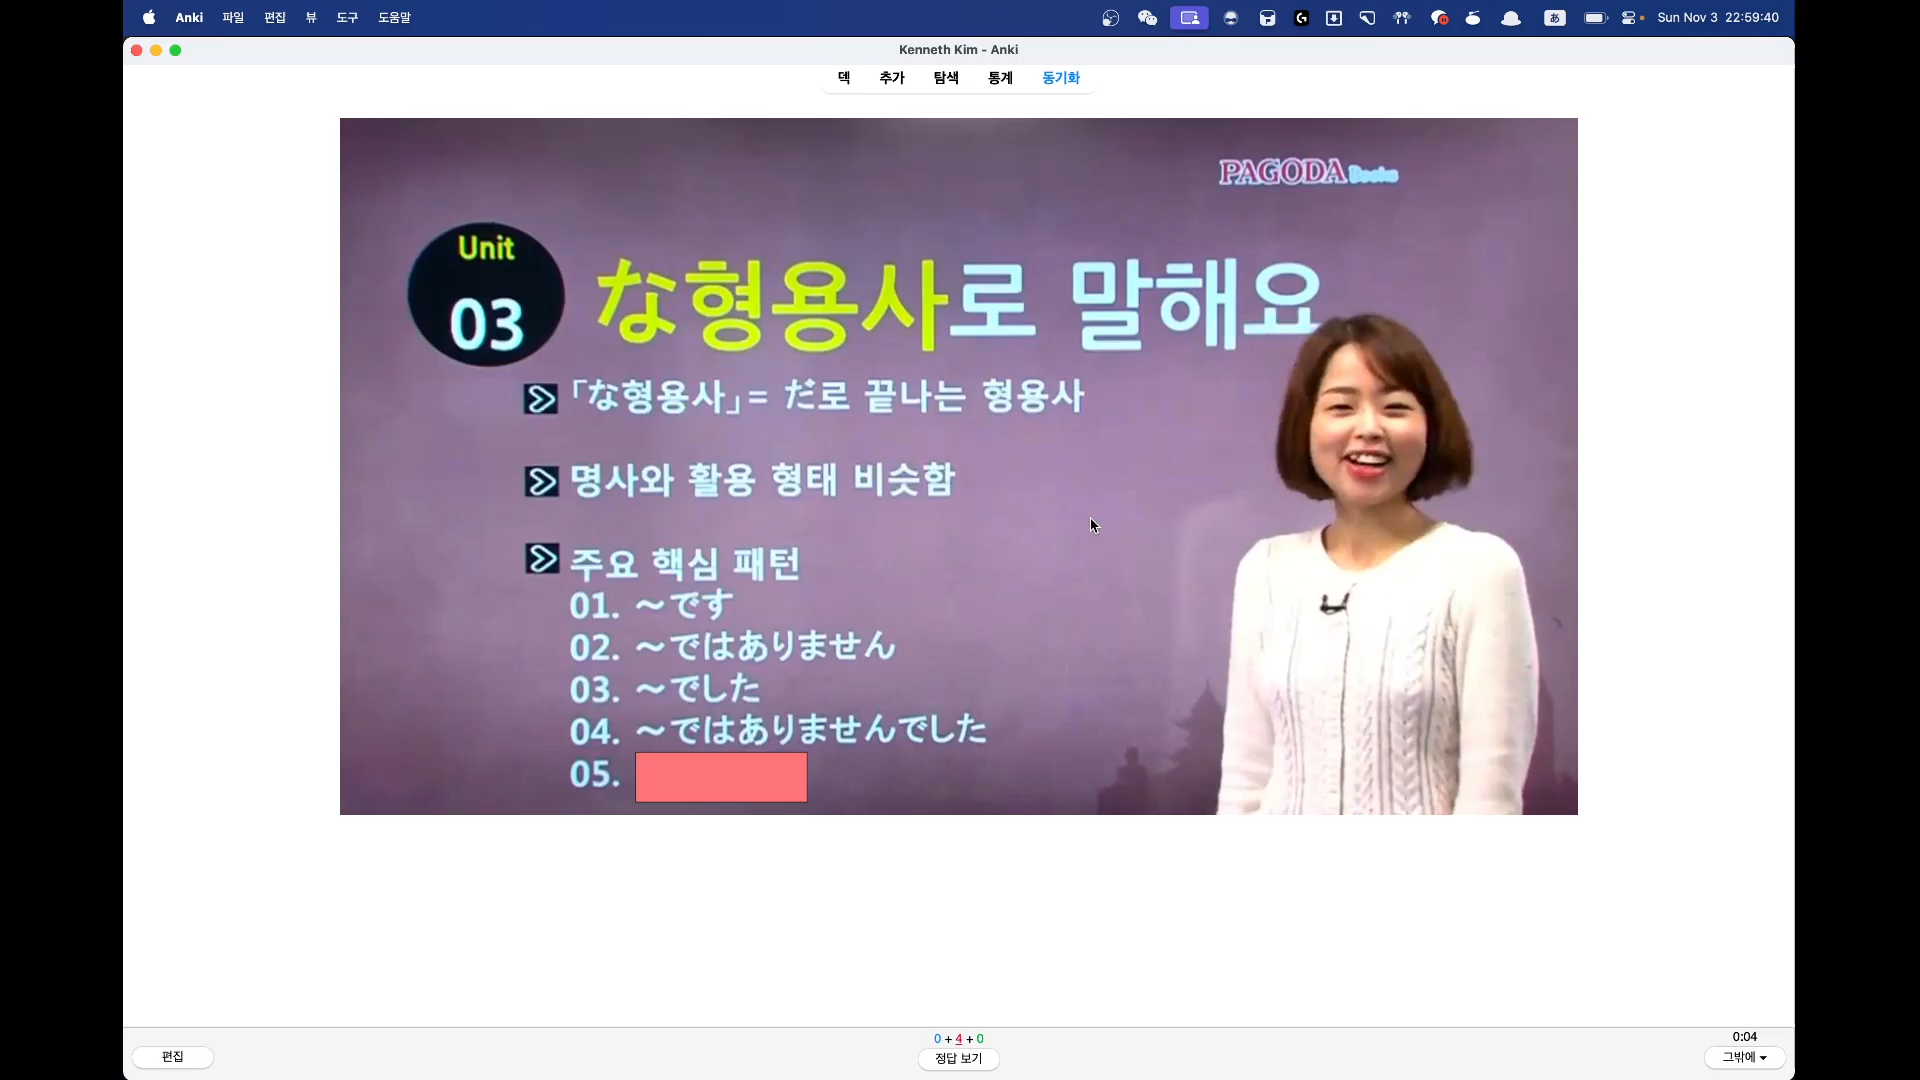 Anki 파일 편집 뷰 도구 도움말 あ Sun Nov 3 22:59:40
Kenneth Kim - Anki
덱 추가 탐색 통계 동기화
PAGODA Books
Unit
03
な형용사로 말해요
「な형용사」= だ로 끝나는 형용사
명사와 활용 형태 비슷함
주요 핵심 패턴
01. ～です
02. ～ではありません
03. ～でした
04. ～ではありませんでした
05.
0 + 4 + 0
0:04
편집
정답 보기
그밖에